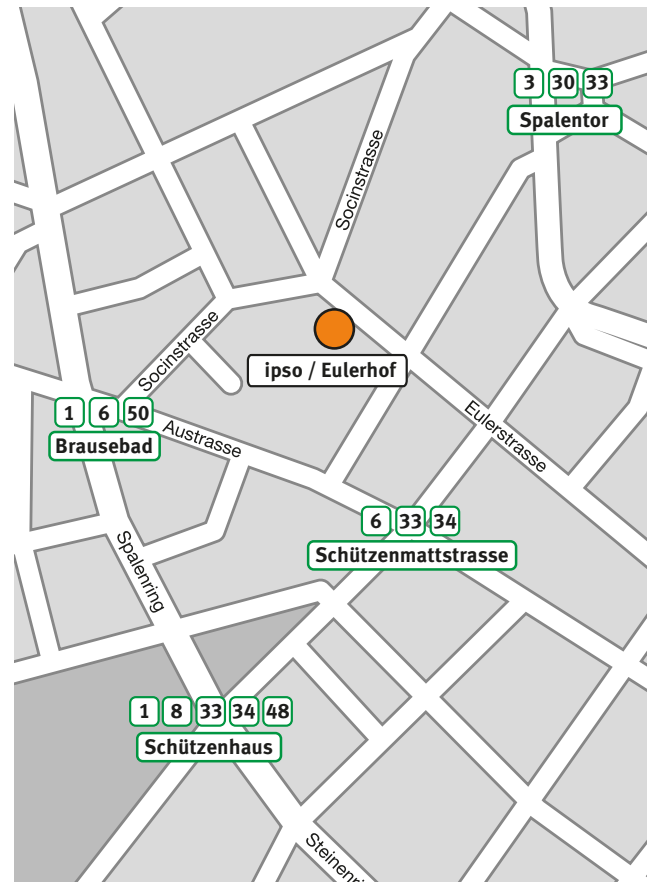 3 30 33
Spalentor
Socinstrasse
ipso / Eulerhof
Socinstrasse
1 6 50
Brausebad
Austrasse
Eulerstrasse
6 33 34
Schützenmattstrasse
Spalenring
1 8 33 34 48
Schützenhaus